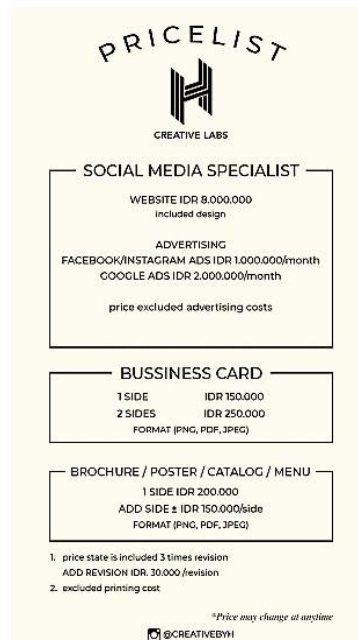 PRICELIST
H
CREATIVE LABS
SOCIAL MEDIA SPECIALIST
WEBSITE IDR 8.000.000
included design
ADVERTISING
FACEBOOK/INSTAGRAM ADS IDR 1.000.000/month
GOOGLE ADS IDR 2.000.000/month
price excluded advertising costs
BUSSINESS CARD
1 SIDE IDR 150.000
2 SIDES IDR 250.000
FORMAT (PNG, PDF, JPEG)
BROCHURE / POSTER / CATALOG / MENU
1 SIDE IDR 200.000
ADD SIDE ± IDR 150.000/side
FORMAT (PNG, PDF, JPEG)
1. price state is included 3 times revision
ADD REVISION IDR. 30.000 /revision
2. excluded printing cost
*Price may change at anytime
@CREATIVEBYH